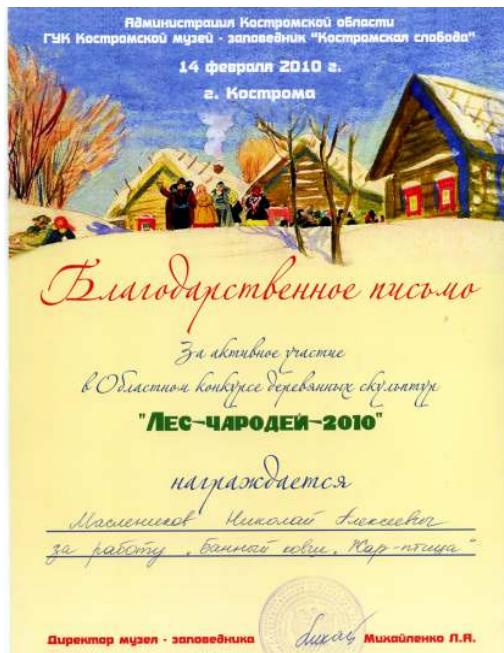 Администрация Костромской области
ГУК Костромской музей - заповедник "Костромская слобода"
14 февраля 2010 г.
г. Кострома
Благодарственное письмо
За активное участие
в Областном конкурсе деревянных скульптур
"ЛЕС-ЧАРОДЕЙ-2010"
награждается
Маслеников Николай Алексеевич
за работу „Банный ковш „Жар-птица"
Директор музея - заповедника Михайленко Л.А.